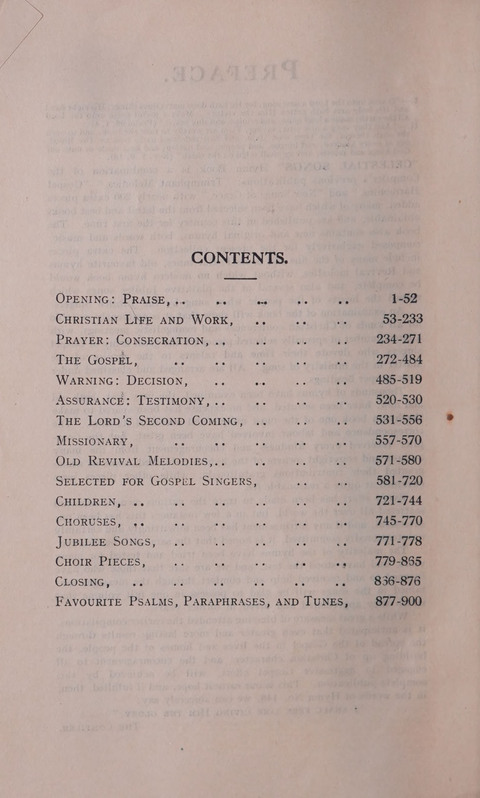 CONTENTS.
OPENING: PRAISE, .. .. .. .. .. 1-52
CHRISTIAN LIFE AND WORK, .. .. .. 53-233
PRAYER: CONSECRATION, .. .. .. .. 234-271
THE GOSPEL, .. .. .. .. .. 272-484
WARNING: DECISION, .. .. .. .. 485-519
ASSURANCE: TESTIMONY, .. .. .. .. 520-530
THE LORD'S SECOND COMING, .. .. .. 531-556
MISSIONARY, .. .. .. .. .. 557-570
OLD REVIVAL MELODIES, .. .. .. .. 571-580
SELECTED FOR GOSPEL SINGERS, .. .. 581-720
CHILDREN, .. .. .. .. .. .. 721-744
CHORUSES, .. .. .. .. .. .. 745-770
JUBILEE SONGS, .. .. .. .. .. 771-778
CHOIR PIECES, .. .. .. .. .. 779-855
CLOSING, .. .. .. .. .. .. 836-876
FAVOURITE PSALMS, PARAPHRASES, AND TUNES, 877-900